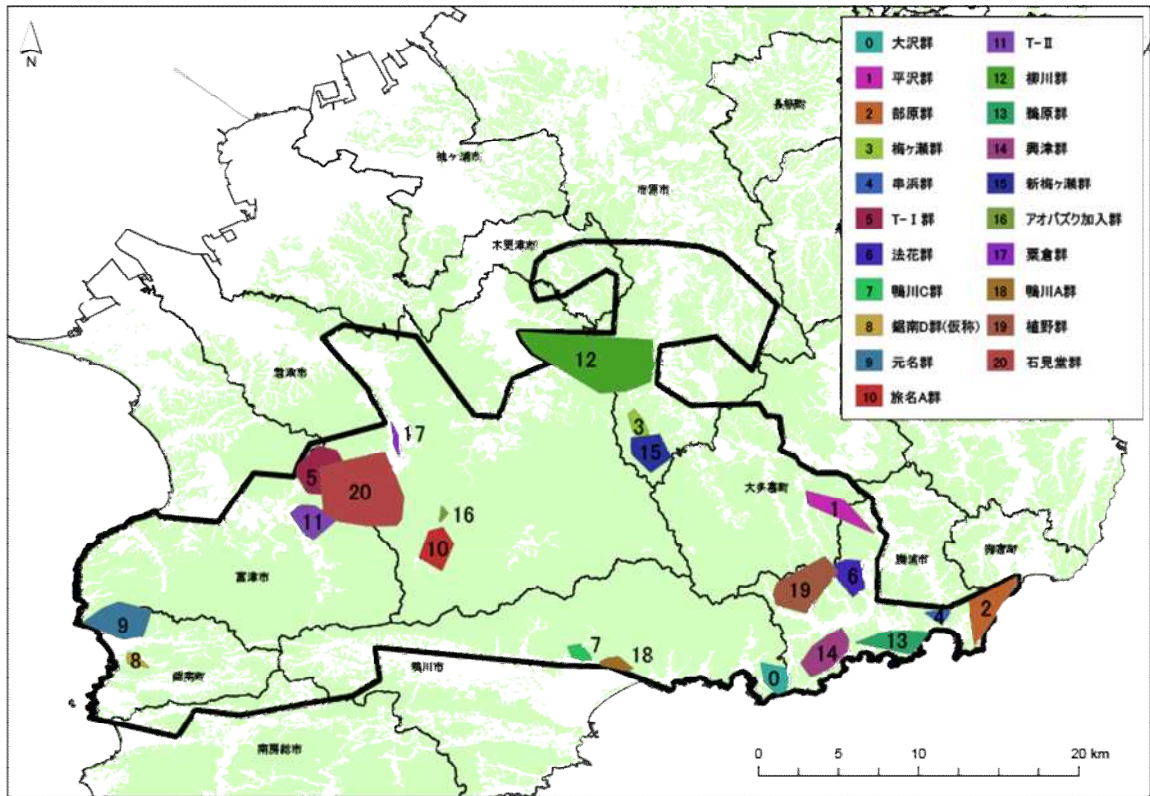 N
長柄町
袖ヶ浦市
市原市
木更津市
君津市
大多喜町
勝浦市
御宿町
富津市
鋸南町
鴨川市
南房総市
12
3
17
15
5
20
1
11
16
10
6
19
2
4
9
7
13
8
18
14
0
0 大沢群
1 平沢群
2 部原群
3 梅ヶ瀬群
4 串浜群
5 T-Ⅰ群
6 法花群
7 鴨川C群
8 鋸南D群(仮称)
9 元名群
10 旅名A群
11 T-Ⅱ
12 柳川群
13 鵜原群
14 興津群
15 新梅ヶ瀬群
16 アオバズク加入群
17 粟倉群
18 鴨川A群
19 植野群
20 石見堂群
0 5 10 20 km